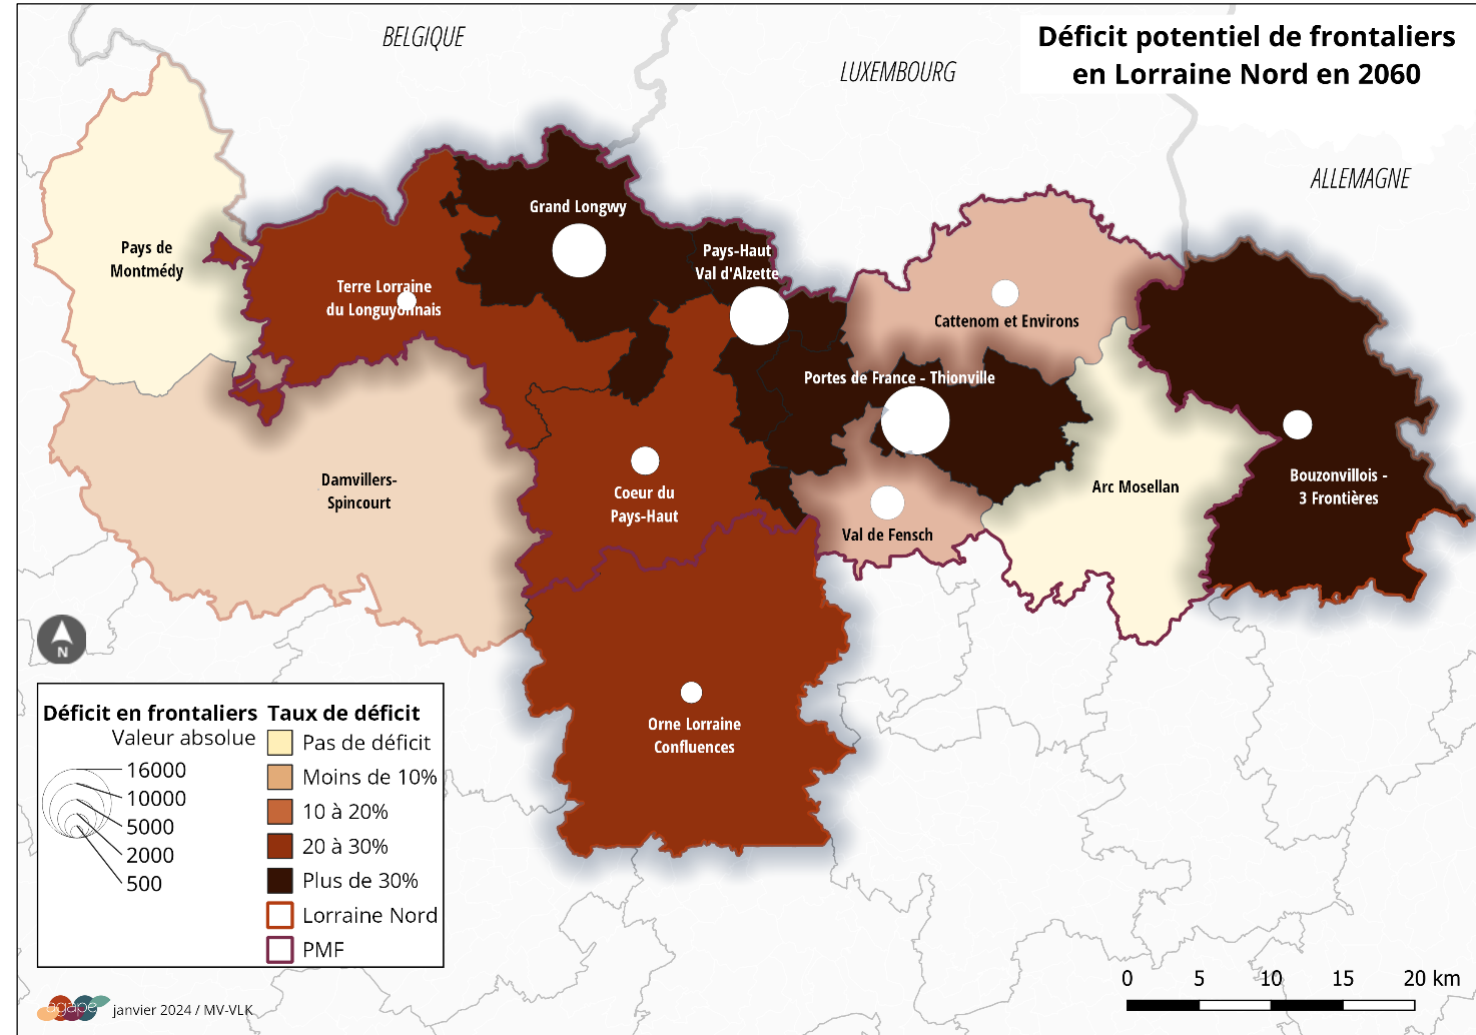 Déficit potentiel de frontaliers
en Lorraine Nord en 2060
BELGIQUE
LUXEMBOURG
ALLEMAGNE
Grand Longwy
Pays de
Montmédy
Pays-Haut
Val d'Alzette
Terre Lorraine
du Longuyonnais
Cattenom et Environs
Portes de France - Thionville
Damvillers-
Spincourt
Coeur du
Pays-Haut
Arc Mosellan
Bouzonvillois -
3 Frontières
Val de Fensch
Orne Lorraine
Confluences
N
Déficit en frontaliers
Valeur absolue
16000
10000
5000
2000
500
Taux de déficit
Pas de déficit
Moins de 10%
10 à 20%
20 à 30%
Plus de 30%
Lorraine Nord
PMF
agape
janvier 2024 / MV-VLK
0 5 10 15 20 km